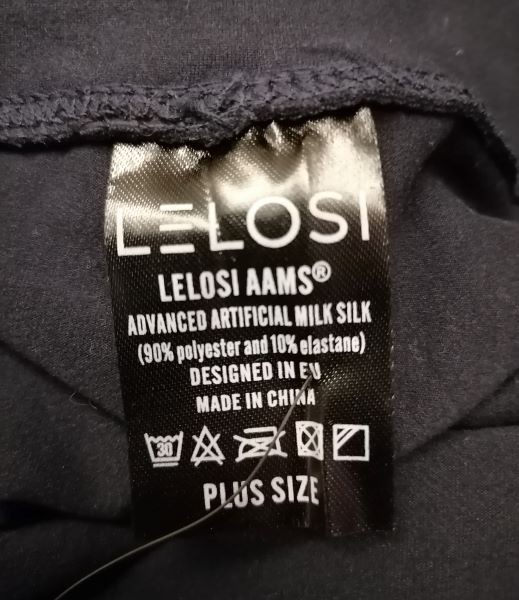 LELOSI
LELOSI AAMS®
ADVANCED ARTIFICIAL MILK SILK
(90% polyester and 10% elastane)
DESIGNED IN EU
MADE IN CHINA
30
PLUS SIZE